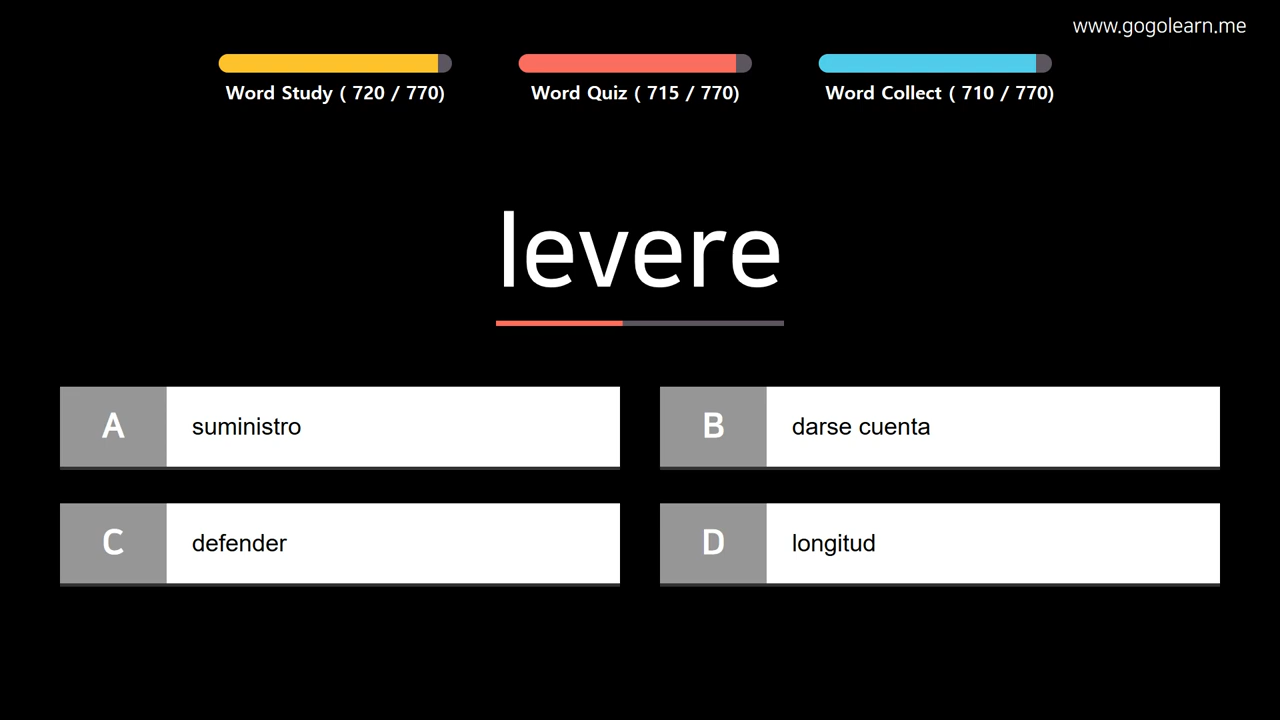 www.gogolearn.me
Word Study ( 720 / 770)
Word Quiz ( 715 / 770)
Word Collect ( 710 / 770)
levere
A
suministro
B
darse cuenta
C
defender
D
longitud